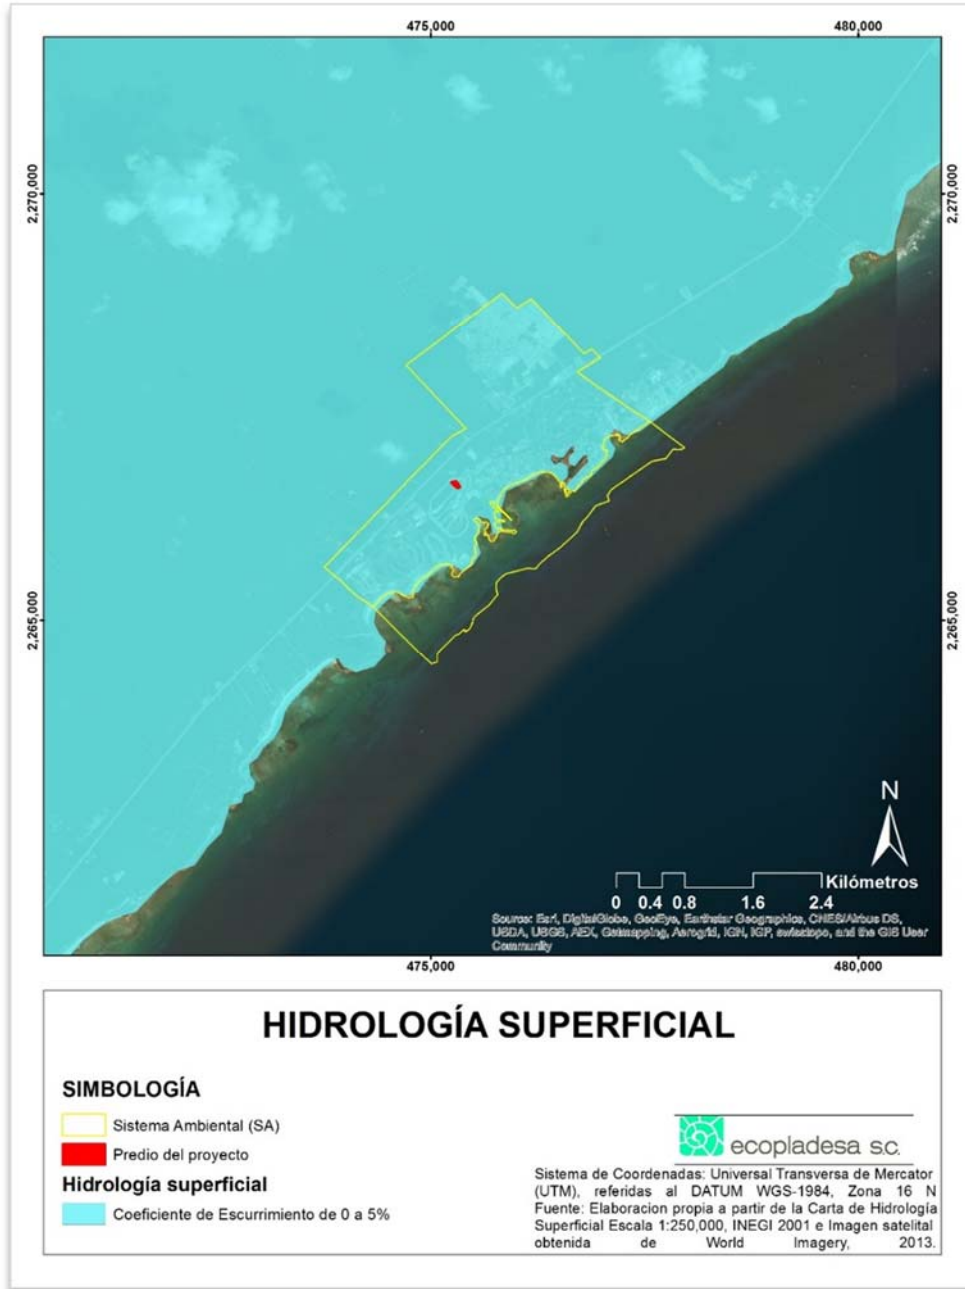 475,000
480,000
2,270,000
2,270,000
2,265,000
2,265,000
N
Kilómetros
0 0.4 0.8 1.6 2.4
Source: Esri, DigitalGlobe, GeoEye, Earthstar Geographics, CNES/Airbus DS,
USDA, USGS, AEX, Getmapping, Aerogrid, IGN, IGP, swisstopo, and the GIS User
Community
475,000
480,000
HIDROLOGÍA SUPERFICIAL
SIMBOLOGÍA
Sistema Ambiental (SA)
Predio del proyecto
Hidrología superficial
Coeficiente de Escurrimiento de 0 a 5%
ecopladesa s.c.
Sistema de Coordenadas: Universal Transversa de Mercator
(UTM), referidas al DATUM WGS-1984, Zona 16 N
Fuente: Elaboracion propia a partir de la Carta de Hidrología
Superficial Escala 1:250,000, INEGI 2001 e Imagen satelital
obtenida de World Imagery, 2013.